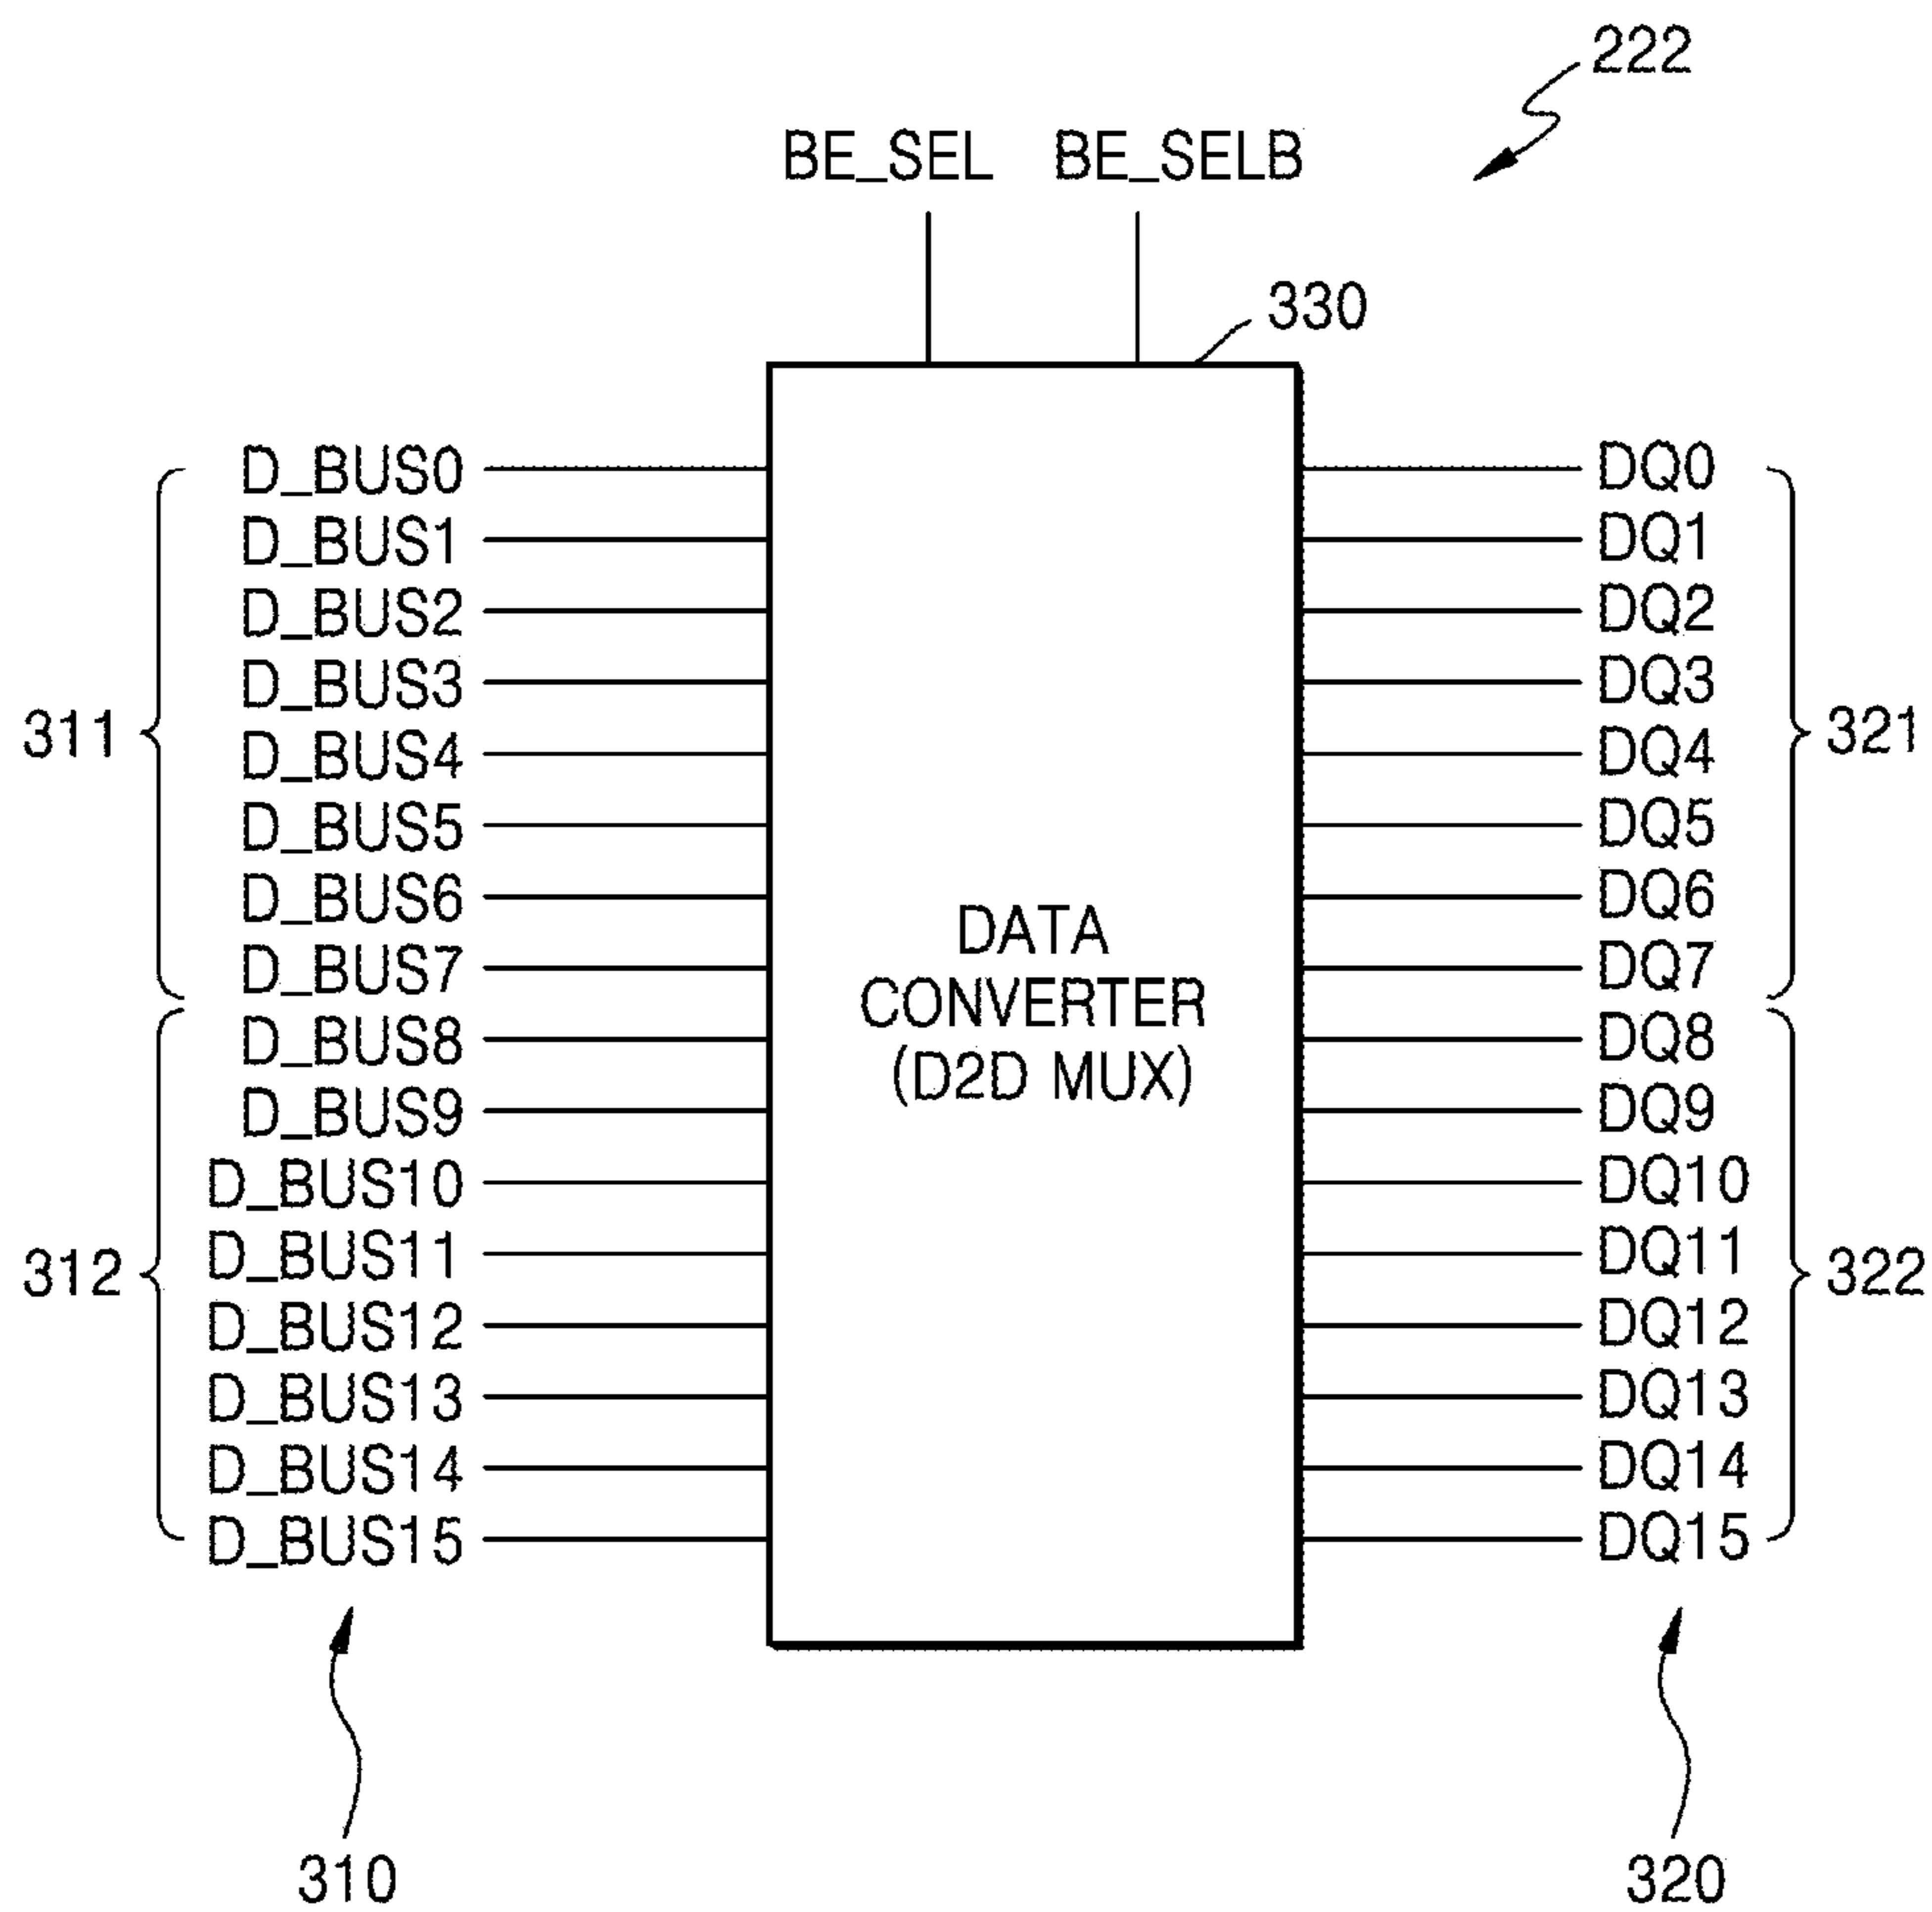 222
BE_SEL BE_SELB
330
D_BUS0 DQ0
D_BUS1 DQ1
D_BUS2 DQ2
D_BUS3 DQ3
311 D_BUS4 DQ4 321
D_BUS5 DQ5
D_BUS6 DQ6
D_BUS7 DQ7
DATA
CONVERTER
(D2D MUX)
D_BUS8 DQ8
D_BUS9 DQ9
D_BUS10 DQ10
312 D_BUS11 DQ11 322
D_BUS12 DQ12
D_BUS13 DQ13
D_BUS14 DQ14
D_BUS15 DQ15
310 320